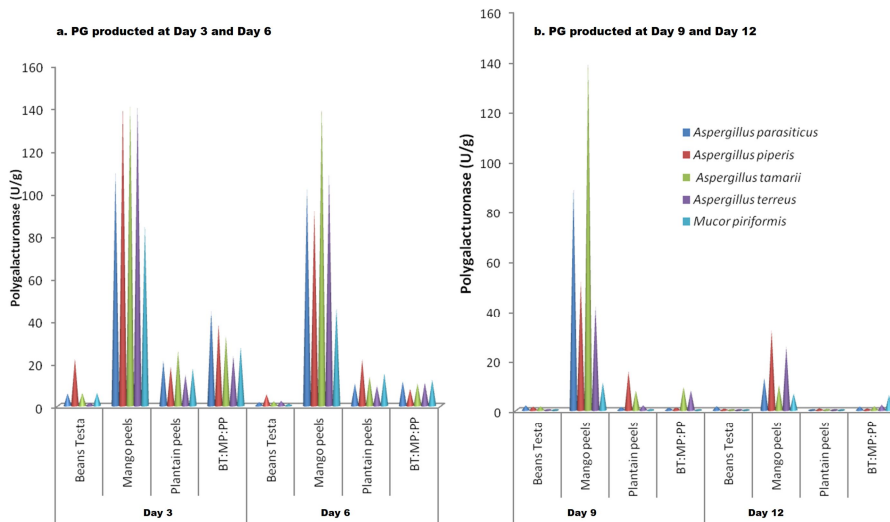 a. PG producted at Day 3 and Day 6
Polygalacturonase (U/g)
160
140
120
100
80
60
40
20
0
Beans Testa
Mango peels
Plantain peels
BT:MP:PP
Beans Testa
Mango peels
Plantain peels
BT:MP:PP
Day 3
Day 6
b. PG producted at Day 9 and Day 12
Polygalacturonase (U/g)
160
140
120
100
80
60
40
20
0
Aspergillus parasiticus
Aspergillus piperis
Aspergillus tamarii
Aspergillus terreus
Mucor piriformis
Beans Testa
Mango peels
Plantain peels
BT:MP:PP
Beans Testa
Mango peels
Plantain peels
BT:MP:PP
Day 9
Day 12